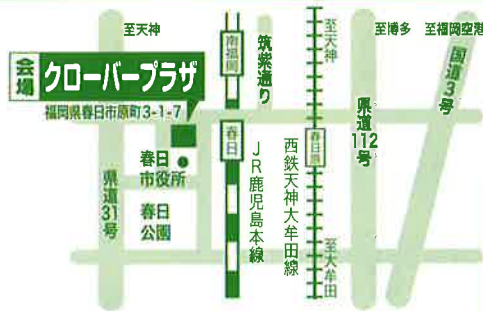 至天神
会場
クローバープラザ
福岡県春日市原町3-1-7
南福岡
筑紫通り
至天神
至博多
至福岡空港
国道3号
県道112号
春日
春日原
春日
市役所
県道31号
春日
公園
JR鹿児島本線
西鉄天神大牟田線
至大牟田